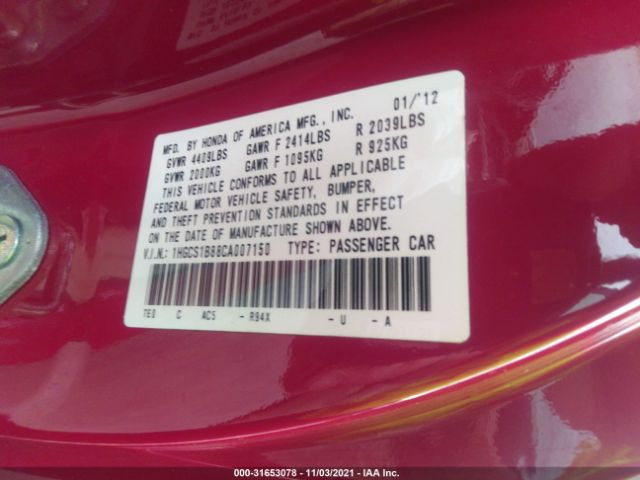 01/'12
MFD. BY HONDA OF AMERICA MFG., INC.
GVWR 4409LBS GAWR F 2414LBS R 2039LBS
GVWR 2000KG GAWR F 1095KG R 925KG
THIS VEHICLE CONFORMS TO ALL APPLICABLE
FEDERAL MOTOR VEHICLE SAFETY, BUMPER,
AND THEFT PREVENTION STANDARDS IN EFFECT
ON THE DATE OF MANUFACTURE SHOWN ABOVE.
V.I.N.: 1HGCS1B88CA007150 TYPE: PASSENGER CAR
TE0 C AC5 - R94X - U - A
000-31653078 - 11/03/2021 - IAA Inc.